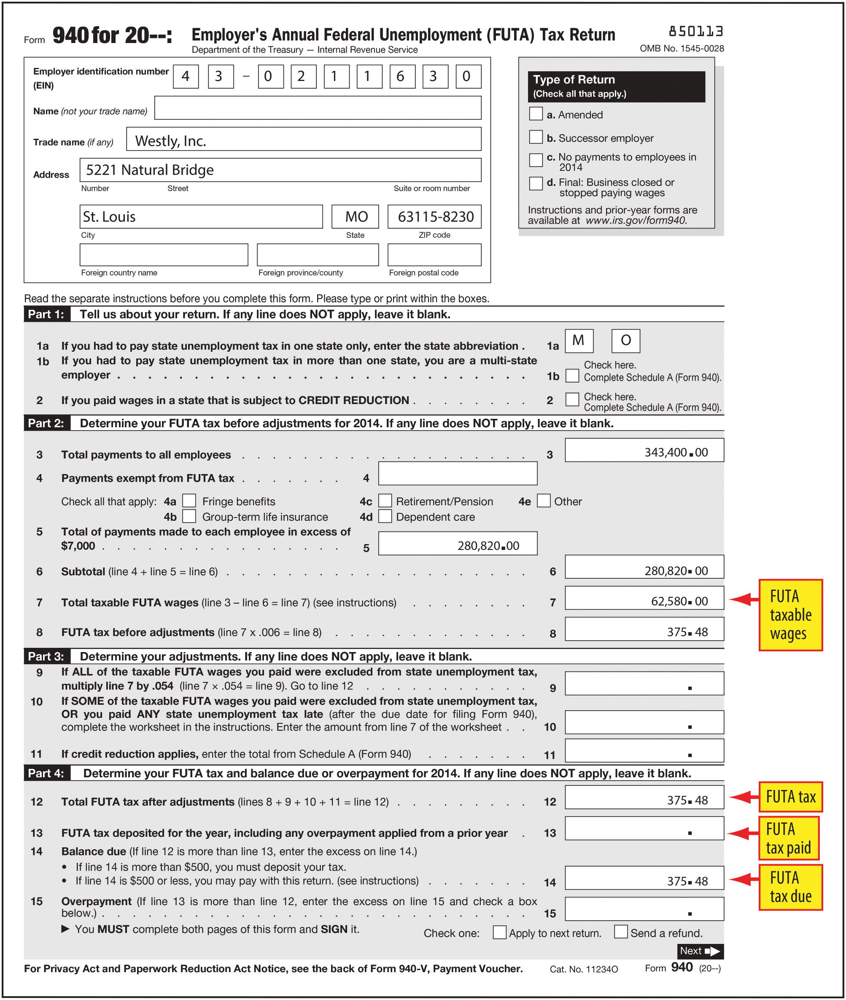 Form 940 for 20--: Employer's Annual Federal Unemployment (FUTA) Tax Return
850113
Department of the Treasury — Internal Revenue Service
OMB No. 1545-0028
Employer identification number (EIN) 4 3 – 0 2 1 1 6 3 0
Name (not your trade name)
Trade name (if any) Westly, Inc.
Address 5221 Natural Bridge
Number Street Suite or room number
St. Louis MO 63115-8230
City State ZIP code
Foreign country name Foreign province/county Foreign postal code
Type of Return
(Check all that apply.)
a. Amended
b. Successor employer
c. No payments to employees in
2014
d. Final: Business closed or
stopped paying wages
Instructions and prior-year forms are
available at www.irs.gov/form940.
Read the separate instructions before you complete this form. Please type or print within the boxes.
Part 1: Tell us about your return. If any line does NOT apply, leave it blank.
1a If you had to pay state unemployment tax in one state only, enter the state abbreviation . 1a M O
1b If you had to pay state unemployment tax in more than one state, you are a multi-state
employer . . . . . . . . . . . . . . . . . . . . . . . . . . . 1b Check here.
Complete Schedule A (Form 940).
2 If you paid wages in a state that is subject to CREDIT REDUCTION . . . . . . . . 2 Check here.
Complete Schedule A (Form 940).
Part 2: Determine your FUTA tax before adjustments for 2014. If any line does NOT apply, leave it blank.
3 Total payments to all employees . . . . . . . . . . . . . . . . . . . 3 343,400.00
4 Payments exempt from FUTA tax . . . . . . . 4
Check all that apply: 4a Fringe benefits 4c Retirement/Pension 4e Other
4b Group-term life insurance 4d Dependent care
5 Total of payments made to each employee in excess of
$7,000 . . . . . . . . . . . . . . . . 5 280,820.00
6 Subtotal (line 4 + line 5 = line 6) . . . . . . . . . . . . . . . . . . . . 6 280,820.00
7 Total taxable FUTA wages (line 3 – line 6 = line 7) (see instructions) . . . . . . . . 7 62,580.00
FUTA
taxable
wages
8 FUTA tax before adjustments (line 7 x .006 = line 8) . . . . . . . . . . . . . 8 375.48
Part 3: Determine your adjustments. If any line does NOT apply, leave it blank.
9 If ALL of the taxable FUTA wages you paid were excluded from state unemployment tax,
multiply line 7 by .054 (line 7 × .054 = line 9). Go to line 12 . . . . . . . . . . . 9 .
10 If SOME of the taxable FUTA wages you paid were excluded from state unemployment tax,
OR you paid ANY state unemployment tax late (after the due date for filing Form 940),
complete the worksheet in the instructions. Enter the amount from line 7 of the worksheet . . 10 .
11 If credit reduction applies, enter the total from Schedule A (Form 940) . . . . . . . 11 .
Part 4: Determine your FUTA tax and balance due or overpayment for 2014. If any line does NOT apply, leave it blank.
12 Total FUTA tax after adjustments (lines 8 + 9 + 10 + 11 = line 12) . . . . . . . . . 12 375.48
FUTA tax
13 FUTA tax deposited for the year, including any overpayment applied from a prior year . 13 .
FUTA
tax paid
14 Balance due (If line 12 is more than line 13, enter the excess on line 14.)
• If line 14 is more than $500, you must deposit your tax.
• If line 14 is $500 or less, you may pay with this return. (see instructions) . . . . . . . 14 375.48
FUTA
tax due
15 Overpayment (If line 13 is more than line 12, enter the excess on line 15 and check a box
below.) . . . . . . . . . . . . . . . . . . . . . . . . . . . . 15 .
► You MUST complete both pages of this form and SIGN it.
Check one: Apply to next return. Send a refund.
Next
For Privacy Act and Paperwork Reduction Act Notice, see the back of Form 940-V, Payment Voucher. Cat. No. 11234O Form 940 (20--)